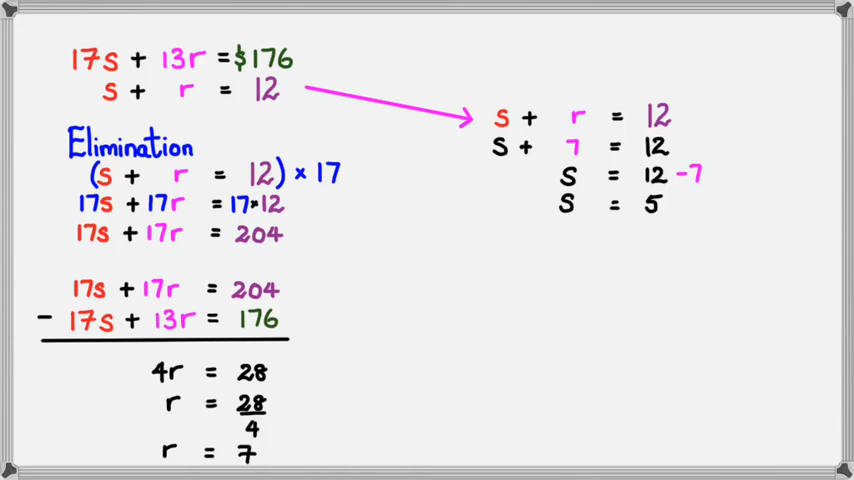 17s + 13r = $176
s + r = 12
Elimination
(s + r = 12) × 17
17s + 17r = 17·12
17s + 17r = 204
17s + 17r = 204
- 17s + 13r = 176
4r = 28
r = 28/4
r = 7
s + r = 12
s + 7 = 12
s = 12 - 7
s = 5